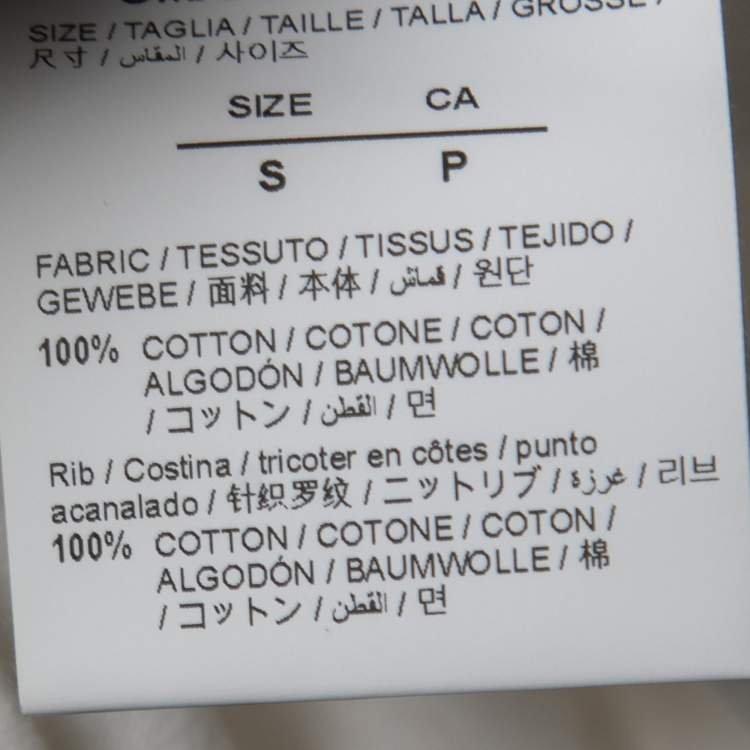 SIZE / TAGLIA / TAILLE / TALLA / GRÖSSE /
尺寸 / المقاس / 사이즈
SIZE CA
S P
FABRIC / TESSUTO / TISSUS / TEJIDO /
GEWEBE / 面料 / 本体 / قماش / 원단
100% COTTON / COTONE / COTON /
ALGODÓN / BAUMWOLLE / 棉
/ コットン / القطن / 면
Rib / Costina / tricoter en côtes / punto
acanalado / 针织罗纹 / ニットリブ / غرزة / 리브
100% COTTON / COTONE / COTON /
ALGODÓN / BAUMWOLLE / 棉
/ コットン / القطن / 면